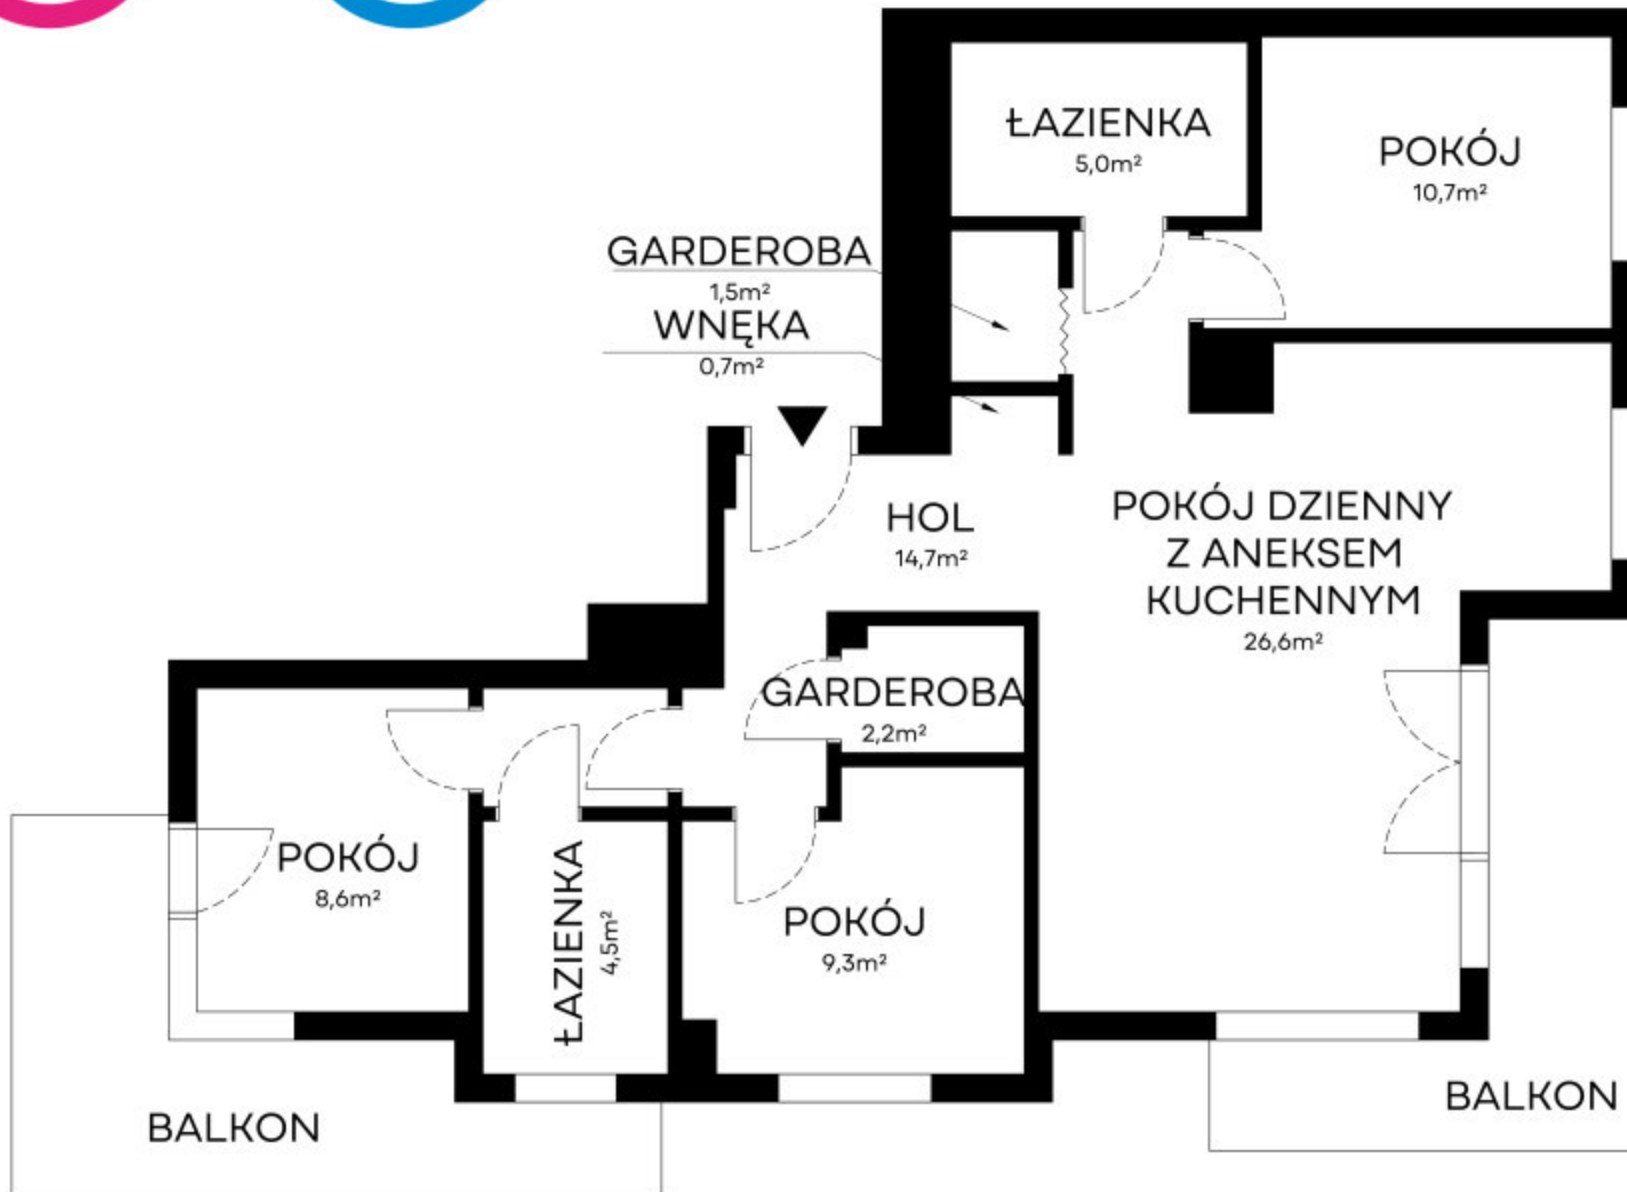 ŁAZIENKA
5,0m²
POKÓJ
10,7m²
GARDEROBA
1,5m²
WNĘKA
0,7m²
HOL
14,7m²
POKÓJ DZIENNY
Z ANEKSEM
KUCHENNYM
26,6m²
GARDEROBA
2,2m²
POKÓJ
8,6m²
ŁAZIENKA
4,5m²
POKÓJ
9,3m²
BALKON
BALKON